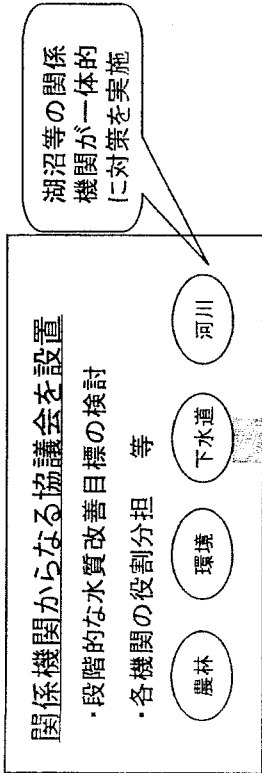 関係機関からなる協議会を設置
・段階的な水質改善目標の検討
・各機関の役割分担　等
農林
環境
下水道
河川
湖沼等の関係
機関が一体的
に対策を実施